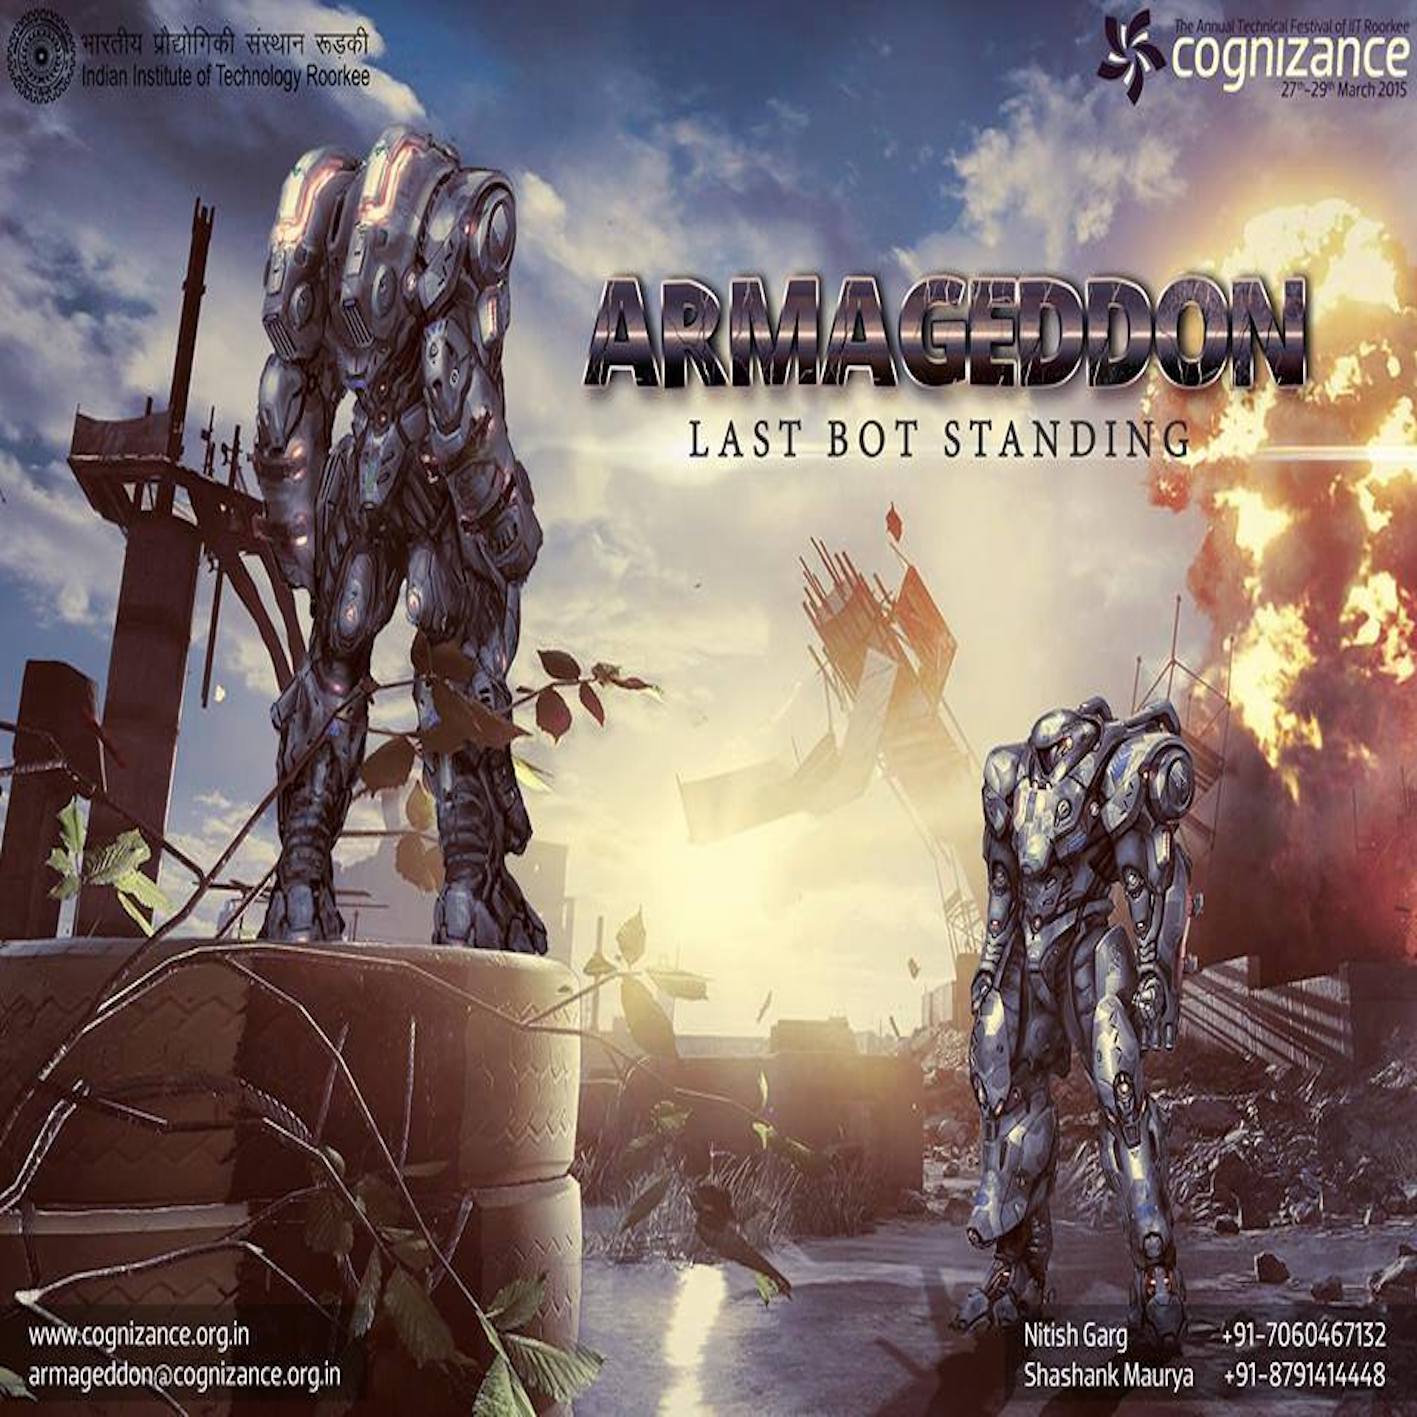 भारतीय प्रौद्योगिकी संस्थान रूड़की
Indian Institute of Technology Roorkee
The Annual Technical Festival of IIT Roorkee
cognizance
27th-29th March 2015
ARMAGEDDON
LAST BOT STANDING
www.cognizance.org.in
armageddon@cognizance.org.in
Nitish Garg +91-7060467132
Shashank Maurya +91-8791414448